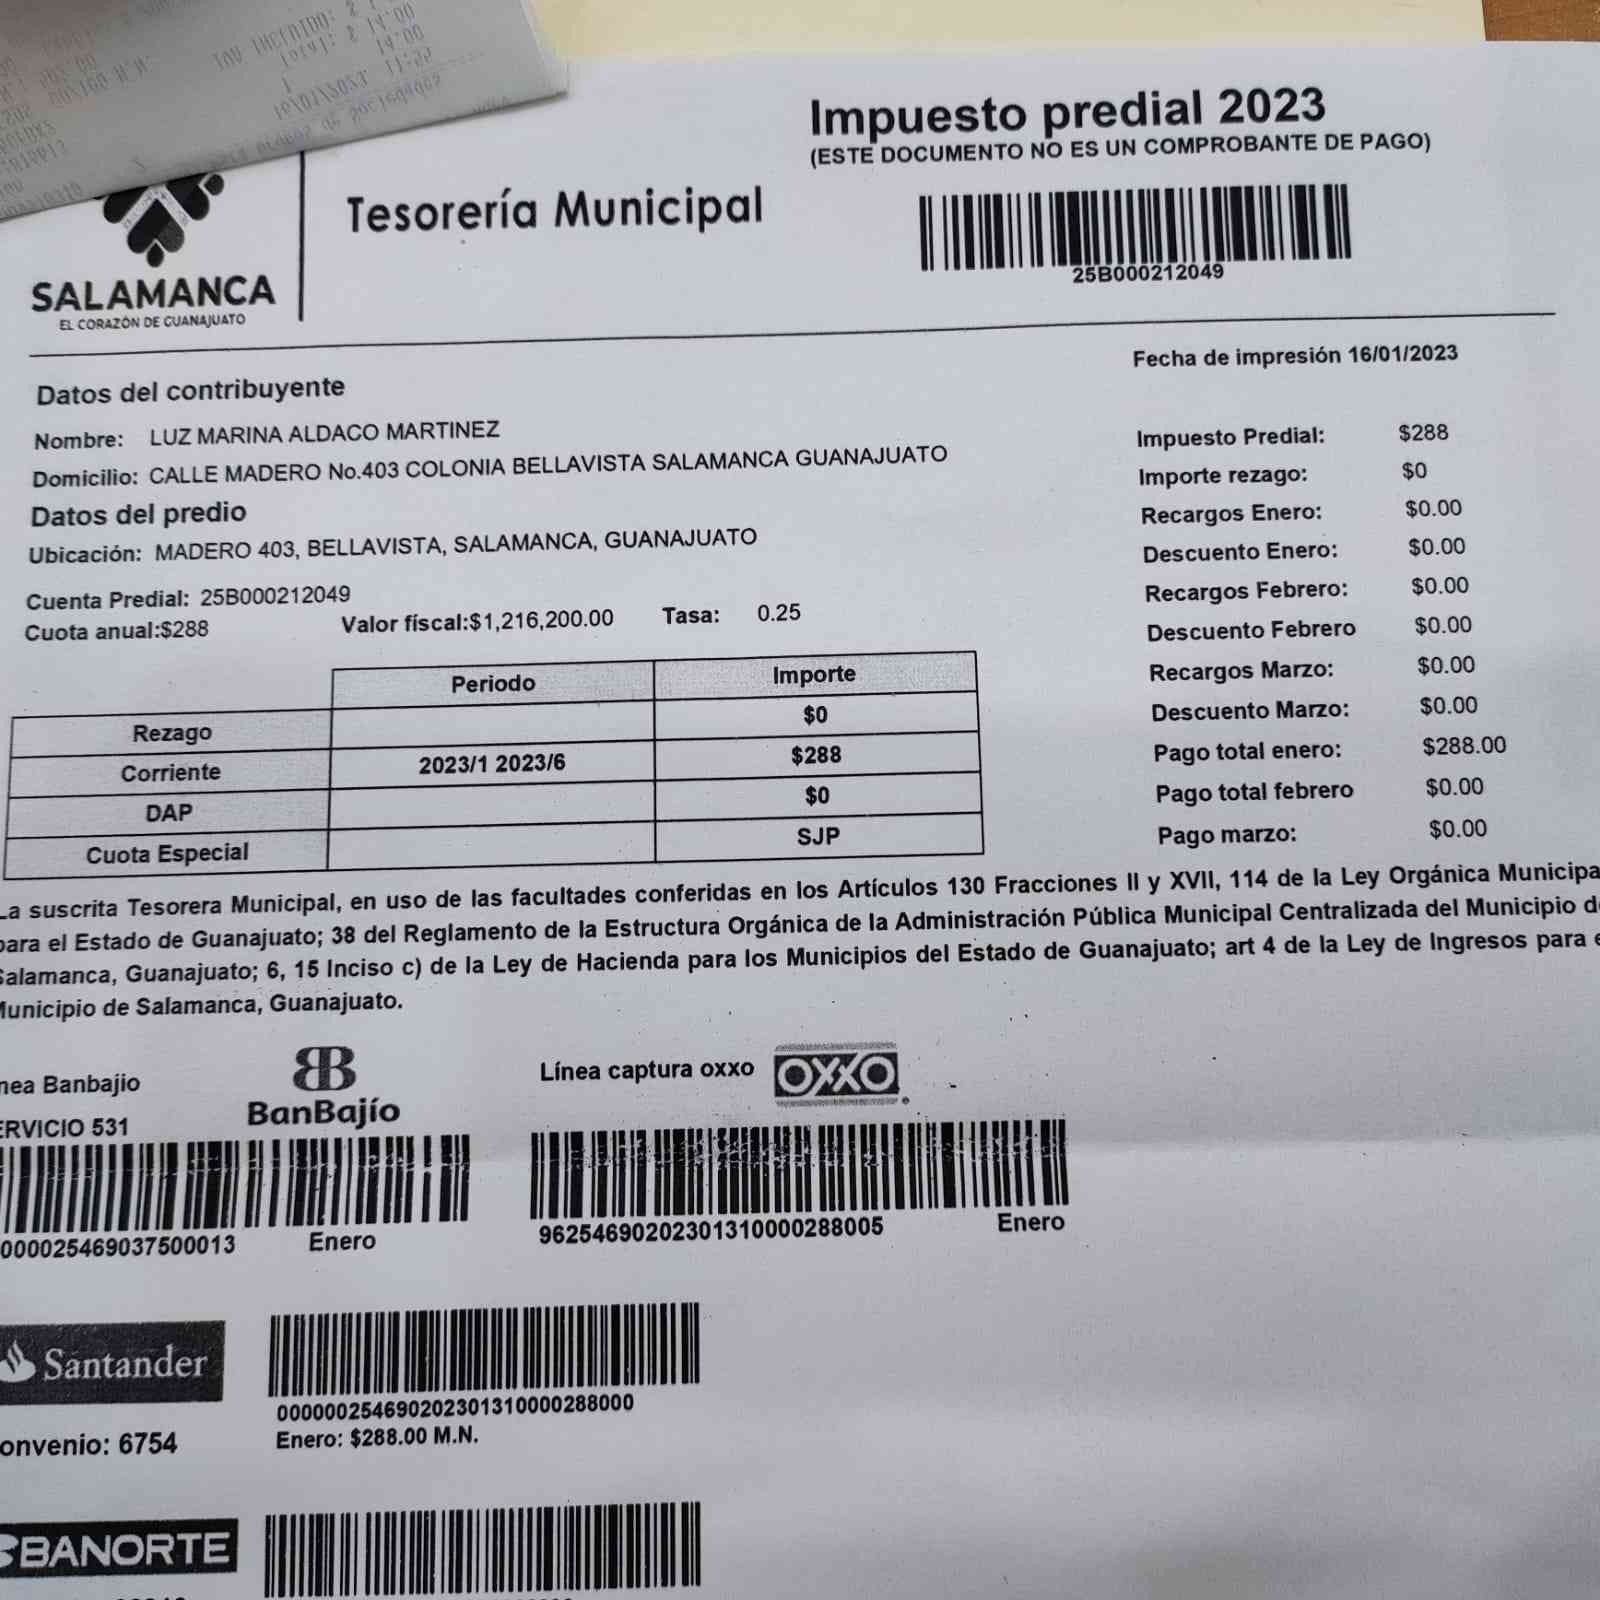 Impuesto predial 2023
(ESTE DOCUMENTO NO ES UN COMPROBANTE DE PAGO)
Tesorería Municipal
25B000212049
SALAMANCA
EL CORAZÓN DE GUANAJUATO
Fecha de impresión 16/01/2023
Datos del contribuyente
Nombre: LUZ MARINA ALDACO MARTINEZ
Domicilio: CALLE MADERO No.403 COLONIA BELLAVISTA SALAMANCA GUANAJUATO
Datos del predio
Ubicación: MADERO 403, BELLAVISTA, SALAMANCA, GUANAJUATO
Cuenta Predial: 25B000212049
Cuota anual:$288 Valor fiscal:$1,216,200.00 Tasa: 0.25
Impuesto Predial: $288
Importe rezago: $0
Recargos Enero: $0.00
Descuento Enero: $0.00
Recargos Febrero: $0.00
Descuento Febrero $0.00
Recargos Marzo: $0.00
Descuento Marzo: $0.00
Pago total enero: $288.00
Pago total febrero $0.00
Pago marzo: $0.00
Periodo Importe
Rezago $0
Corriente 2023/1 2023/6 $288
DAP $0
Cuota Especial SJP
La suscrita Tesorera Municipal, en uso de las facultades conferidas en los Artículos 130 Fracciones II y XVII, 114 de la Ley Orgánica Municipa
para el Estado de Guanajuato; 38 del Reglamento de la Estructura Orgánica de la Administración Pública Municipal Centralizada del Municipio de
Salamanca, Guanajuato; 6, 15 Inciso c) de la Ley de Hacienda para los Municipios del Estado de Guanajuato; art 4 de la Ley de Ingresos para e
Municipio de Salamanca, Guanajuato.
nea Banbajio
BanBajío
ERVICIO 531
Línea captura oxxo
OXXO
000025469037500013 Enero
96254690202301310000288005 Enero
Santander
onvenio: 6754
000000254690202301310000288000
Enero: $288.00 M.N.
BANORTE